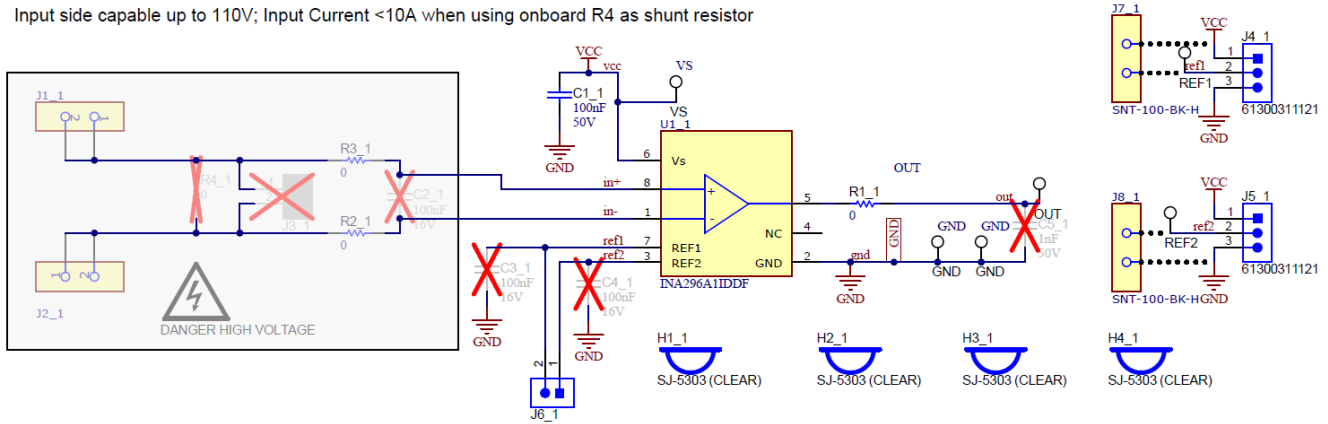 Input side capable up to 110V; Input Current <10A when using onboard R4 as shunt resistor
J1_1
2
1
R3_1
0
R4_1
0
J3_1
C2_1
100nF
16V
R2_1
0
1
2
J2_1
DANGER HIGH VOLTAGE
VCC
vcc
C1_1
100nF
50V
GND
VS
VS
U1_1
6
Vs
in+
8
+
in-
1
-
ref1
7
REF1
ref2
3
REF2
5
4
NC
2
GND
INA296A1IDDF
C3_1
100nF
16V
GND
C4_1
100nF
16V
GND
2
1
J6_1
R1_1
0
OUT
out
OUT
C5_1
1nF
50V
gnd
GND
GND
GND
GND
GND
GND
J7_1
SNT-100-BK-H
VCC
ref1
REF1
J4_1
1
2
3
61300311121
GND
J8_1
SNT-100-BK-H
VCC
ref2
REF2
J5_1
1
2
3
61300311121
GND
H1_1
SJ-5303 (CLEAR)
H2_1
SJ-5303 (CLEAR)
H3_1
SJ-5303 (CLEAR)
H4_1
SJ-5303 (CLEAR)